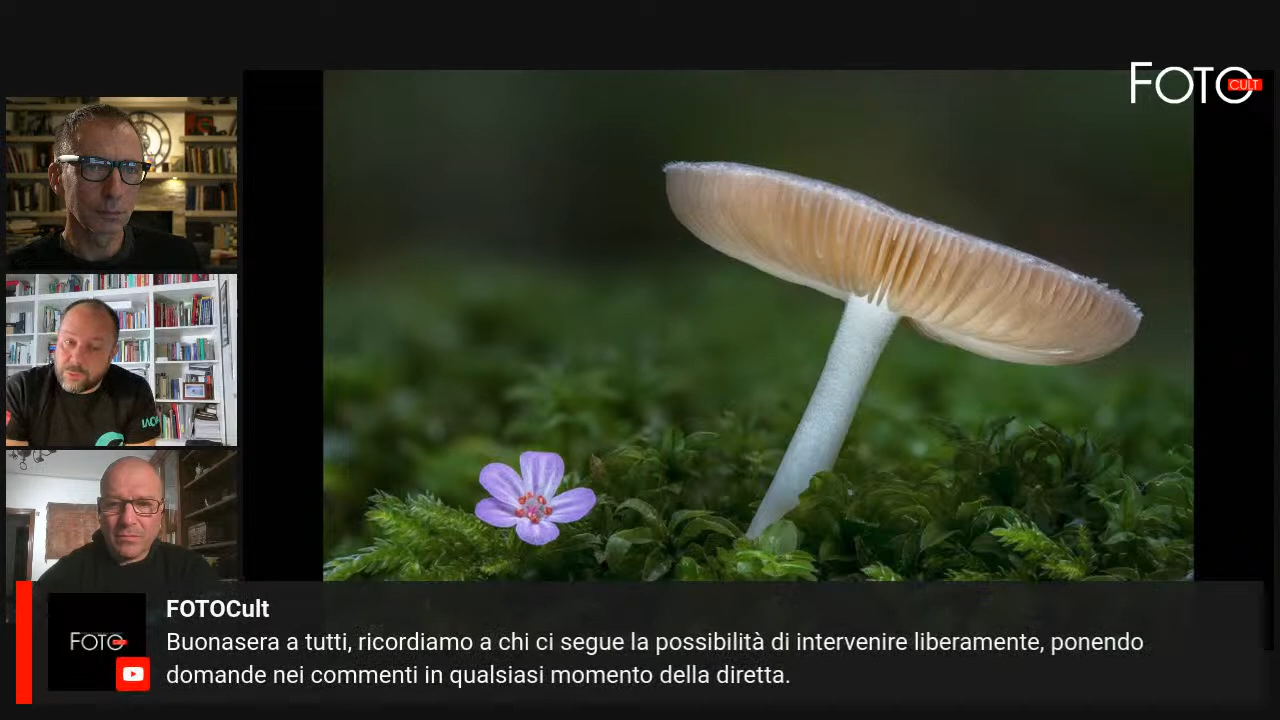 FOTO CULT
FOTOCult
FOTO
Buonasera a tutti, ricordiamo a chi ci segue la possibilità di intervenire liberamente, ponendo
domande nei commenti in qualsiasi momento della diretta.